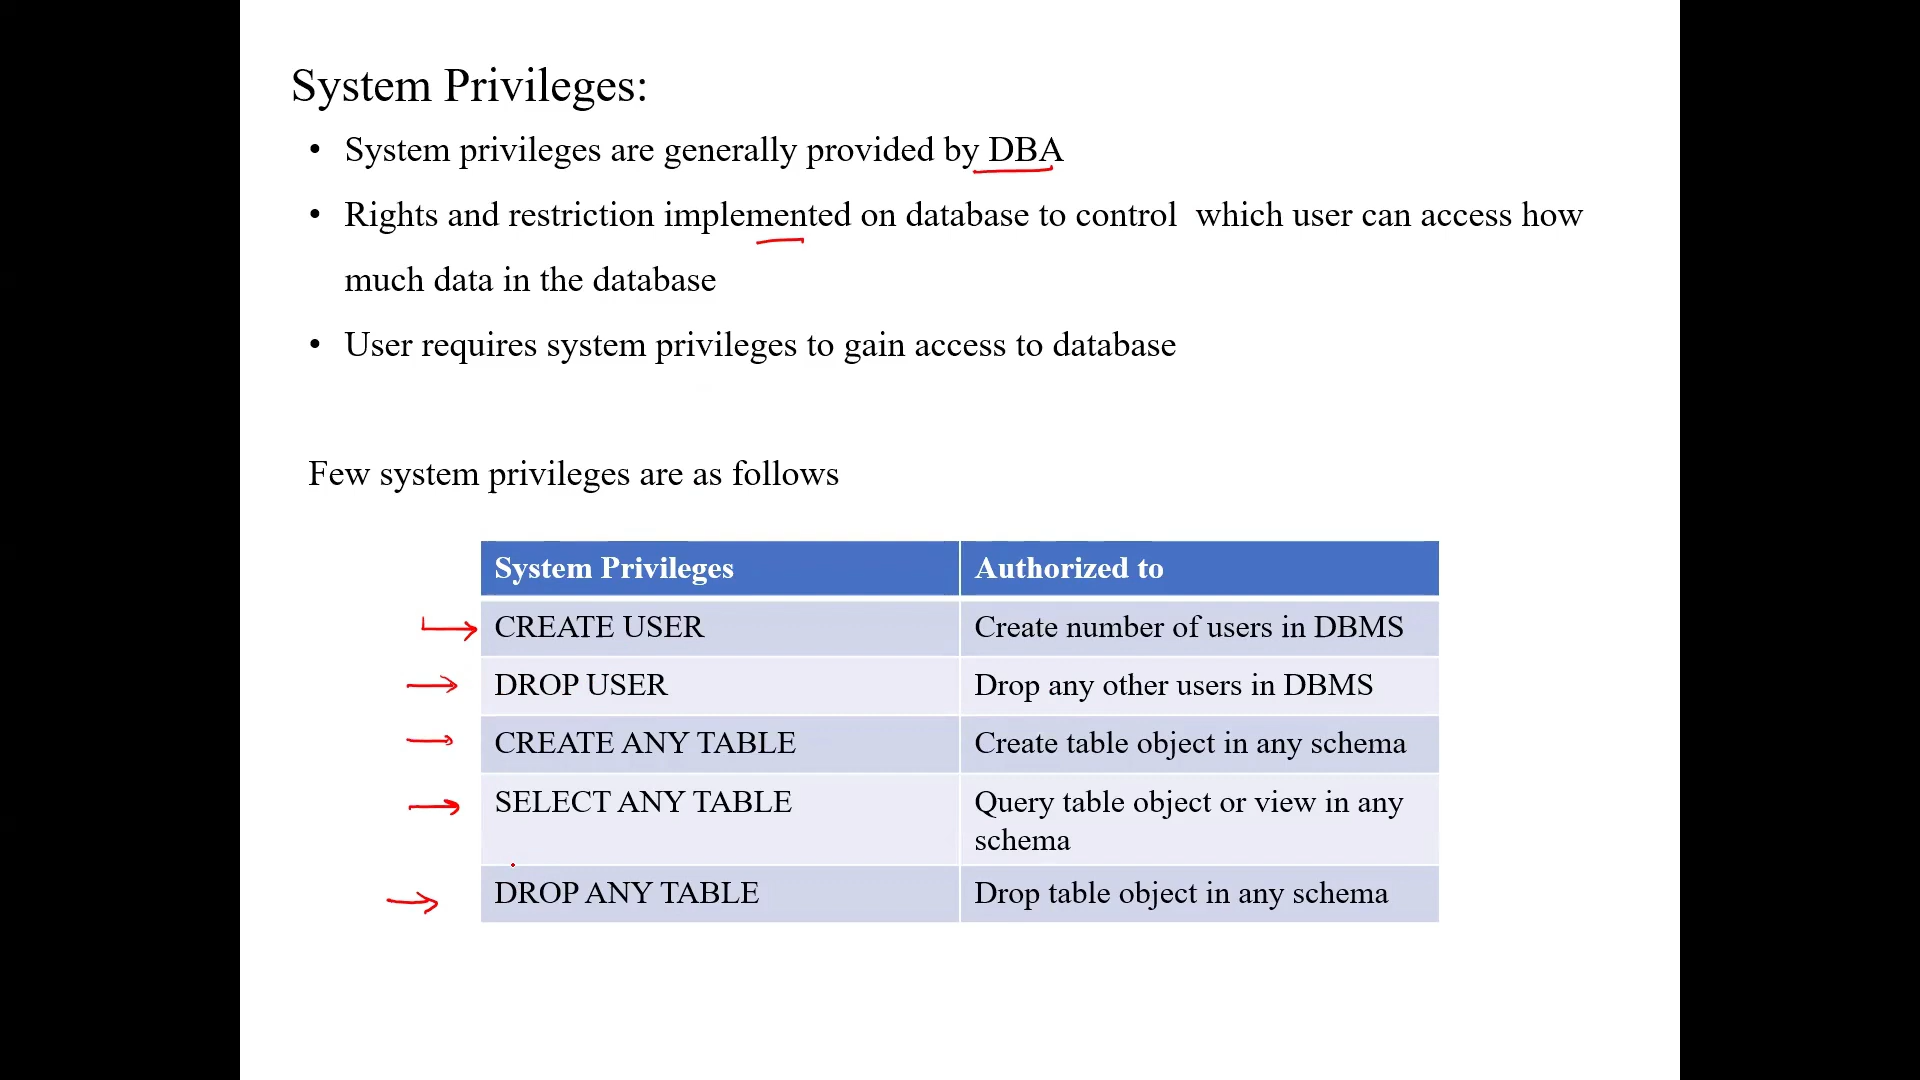 System Privileges:
• System privileges are generally provided by DBA
• Rights and restriction implemented on database to control  which user can access how
much data in the database
• User requires system privileges to gain access to database
Few system privileges are as follows
System Privileges Authorized to
CREATE USER Create number of users in DBMS
DROP USER Drop any other users in DBMS
CREATE ANY TABLE Create table object in any schema
SELECT ANY TABLE Query table object or view in any
schema
DROP ANY TABLE Drop table object in any schema